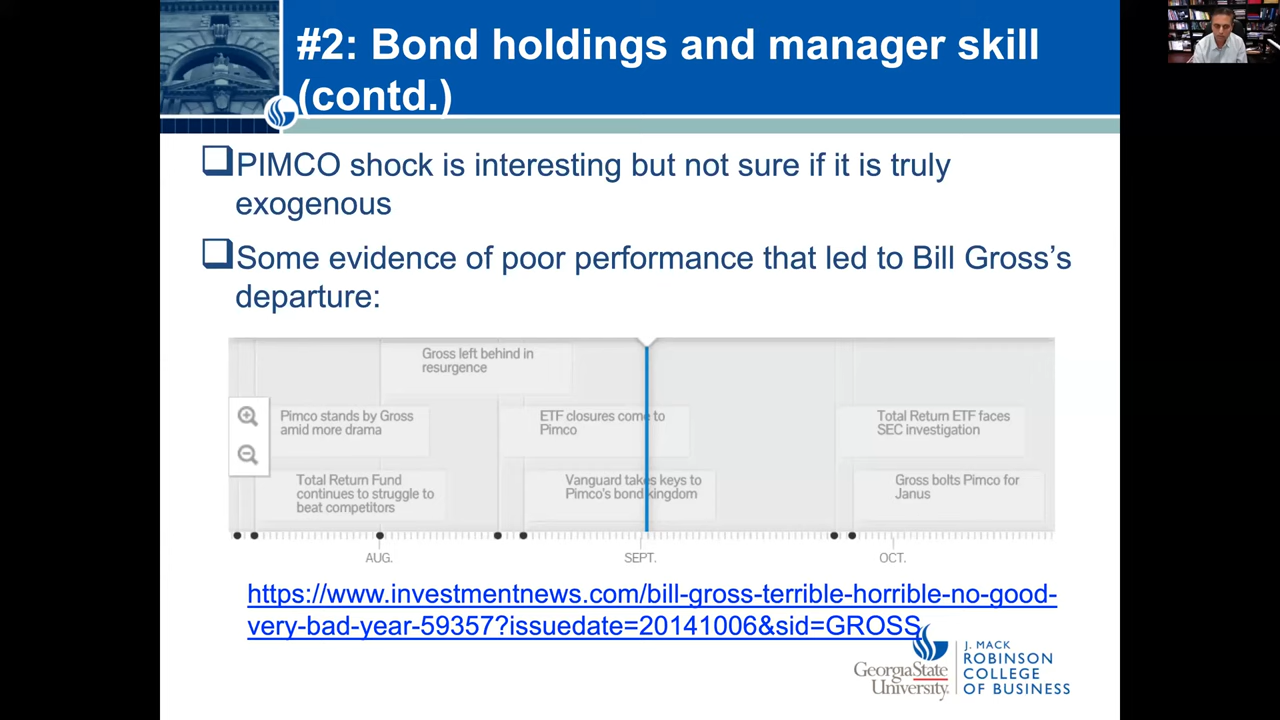 #2: Bond holdings and manager skill
(contd.)
PIMCO shock is interesting but not sure if it is truly
exogenous
Some evidence of poor performance that led to Bill Gross’s
departure:
Gross left behind in
resurgence
Pimco stands by Gross
amid more drama
ETF closures come to
Pimco
Total Return ETF faces
SEC investigation
Total Return Fund
continues to struggle to
beat competitors
Vanguard takes keys to
Pimco's bond kingdom
Gross bolts Pimco for
Janus
AUG.
SEPT.
OCT.
https://www.investmentnews.com/bill-gross-terrible-horrible-no-good-
very-bad-year-59357?issuedate=20141006&sid=GROSS
GeorgiaState
University
J. MACK
ROBINSON
COLLEGE
OF BUSINESS